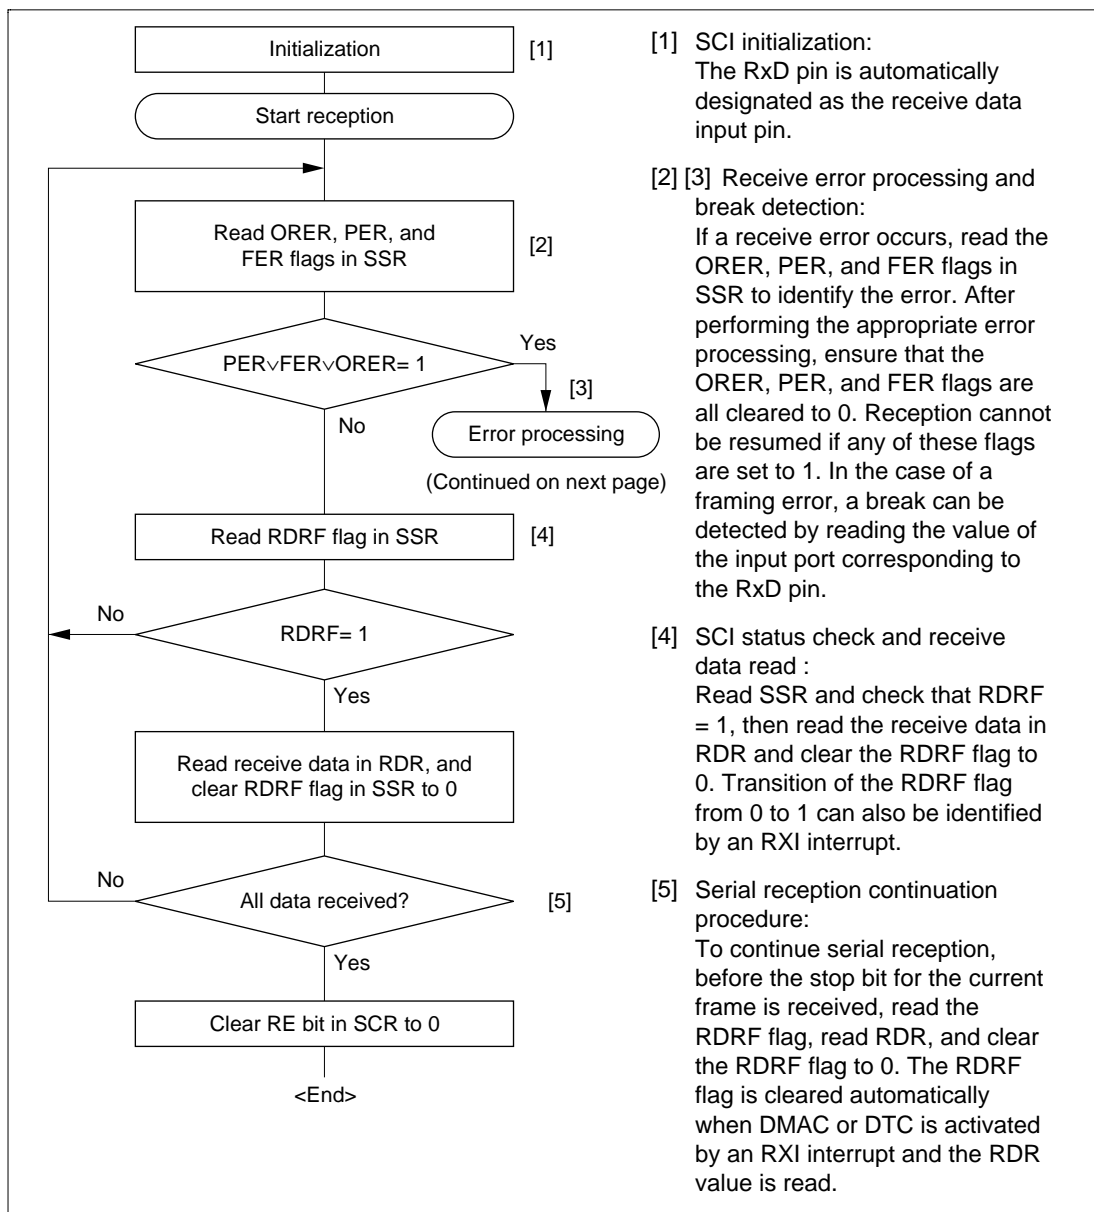 Initialization [1]
Start reception
Read ORER, PER, and
FER flags in SSR
[2]
PER∨FER∨ORER= 1
Yes
[3]
No
Error processing
(Continued on next page)
Read RDRF flag in SSR [4]
No
RDRF= 1
Yes
Read receive data in RDR, and
clear RDRF flag in SSR to 0
No
All data received? [5]
Yes
Clear RE bit in SCR to 0
<End>
[1] SCI initialization:
The RxD pin is automatically
designated as the receive data
input pin.
[2] [3] Receive error processing and
break detection:
If a receive error occurs, read the
ORER, PER, and FER flags in
SSR to identify the error. After
performing the appropriate error
processing, ensure that the
ORER, PER, and FER flags are
all cleared to 0. Reception cannot
be resumed if any of these flags
are set to 1. In the case of a
framing error, a break can be
detected by reading the value of
the input port corresponding to
the RxD pin.
[4] SCI status check and receive
data read :
Read SSR and check that RDRF
= 1, then read the receive data in
RDR and clear the RDRF flag to
0. Transition of the RDRF flag
from 0 to 1 can also be identified
by an RXI interrupt.
[5] Serial reception continuation
procedure:
To continue serial reception,
before the stop bit for the current
frame is received, read the
RDRF flag, read RDR, and clear
the RDRF flag to 0. The RDRF
flag is cleared automatically
when DMAC or DTC is activated
by an RXI interrupt and the RDR
value is read.